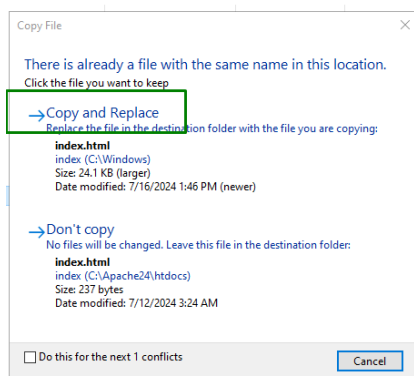 Copy File
There is already a file with the same name in this location.
Click the file you want to keep
Copy and Replace
Replace the file in the destination folder with the file you are copying:
index.html
index (C:\Windows)
Size: 24.1 KB (larger)
Date modified: 7/16/2024 1:46 PM (newer)
Don't copy
No files will be changed. Leave this file in the destination folder:
index.html
index (C:\Apache24\htdocs)
Size: 237 bytes
Date modified: 7/12/2024 3:24 AM
Do this for the next 1 conflicts
Cancel